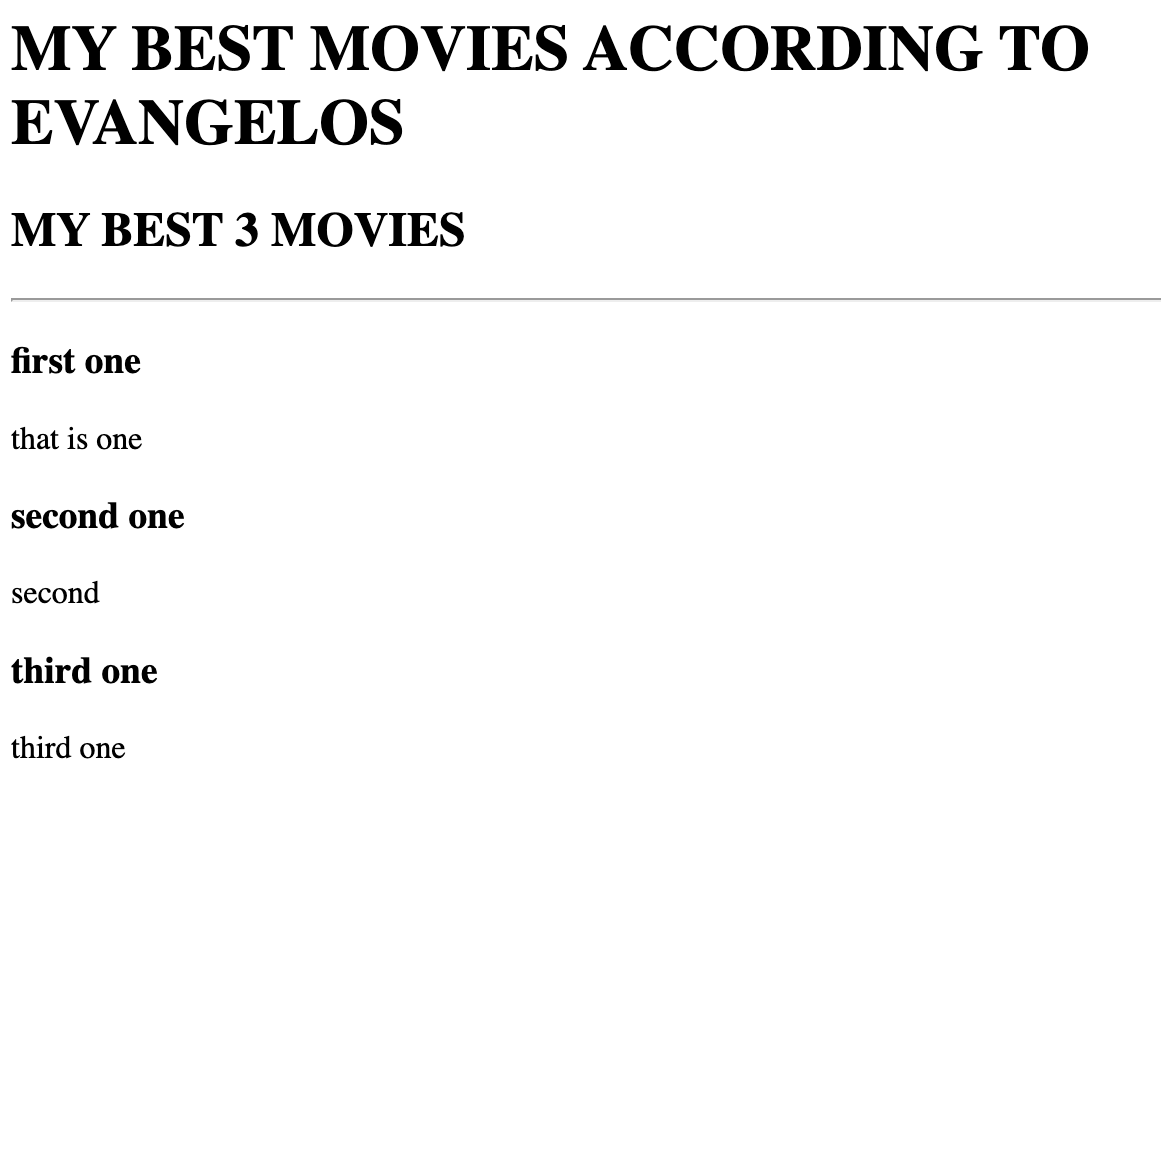 MY BEST MOVIES ACCORDING TO
EVANGELOS
MY BEST 3 MOVIES
first one
that is one
second one
second
third one
third one